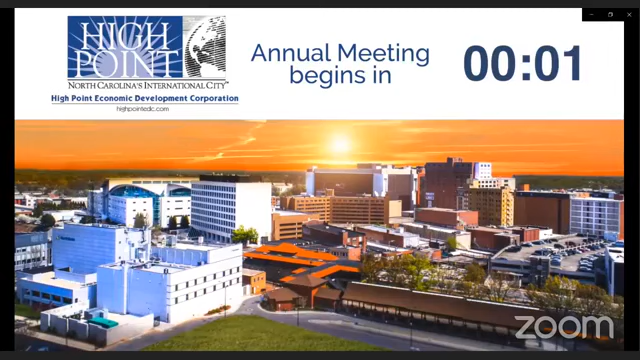 HIGH
POINT
NORTH CAROLINA'S INTERNATIONAL CITY™
High Point Economic Development Corporation
highpointedc.com
Annual Meeting
begins in
00:01
zoom